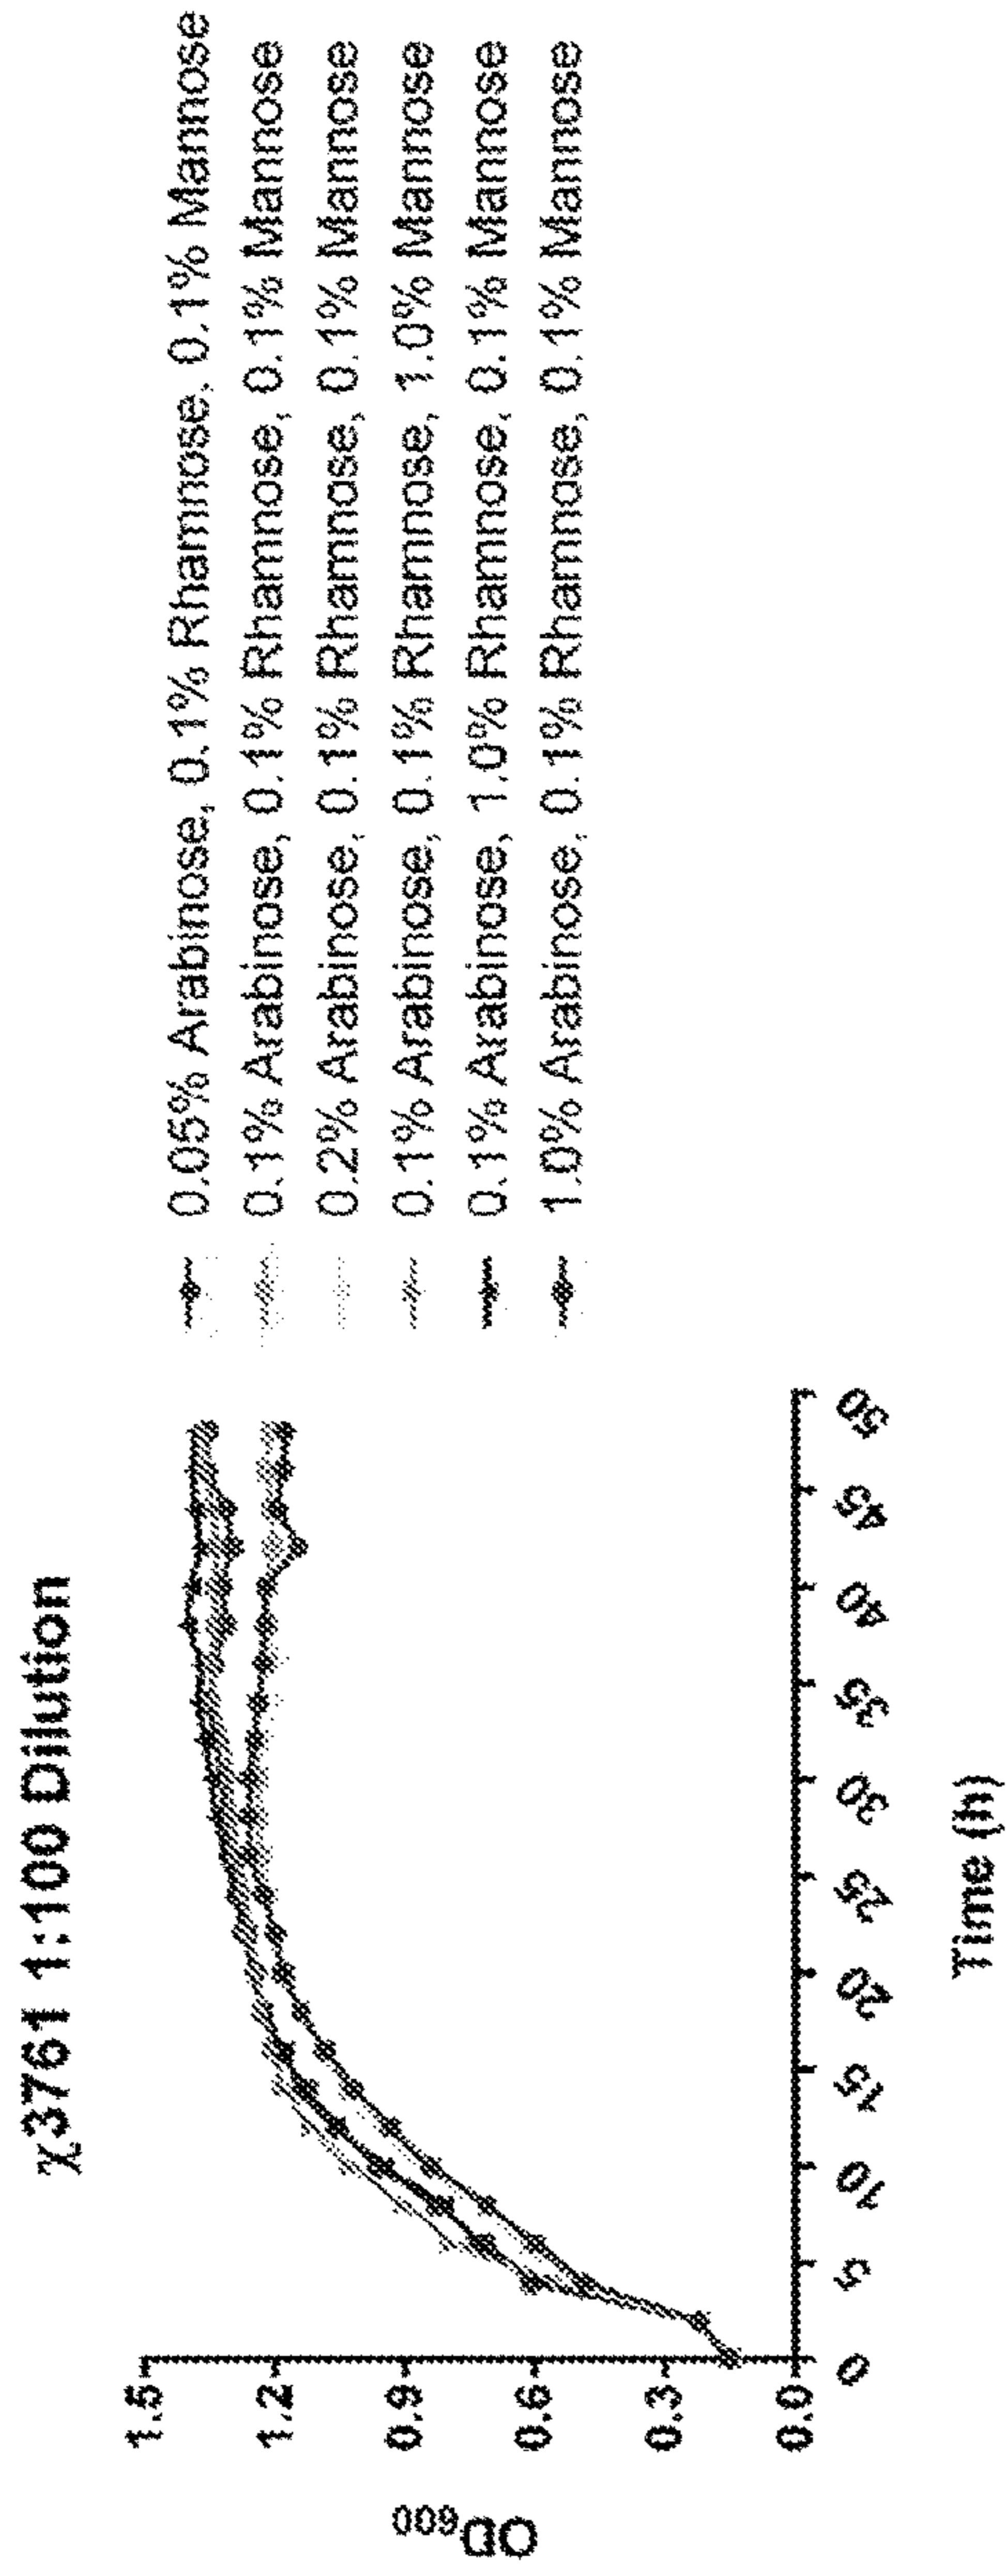 χ3761 1:100 Dilution
OD600
1.5
1.2
0.9
0.6
0.3
0.0
0 5 10 15 20 25 30 35 40 45 50
Time (h)
0.05% Arabinose, 0.1% Rhamnose, 0.1% Mannose
0.1% Arabinose, 0.1% Rhamnose, 0.1% Mannose
0.2% Arabinose, 0.1% Rhamnose, 0.1% Mannose
0.1% Arabinose, 0.1% Rhamnose, 1.0% Mannose
0.1% Arabinose, 1.0% Rhamnose, 0.1% Mannose
1.0% Arabinose, 0.1% Rhamnose, 0.1% Mannose